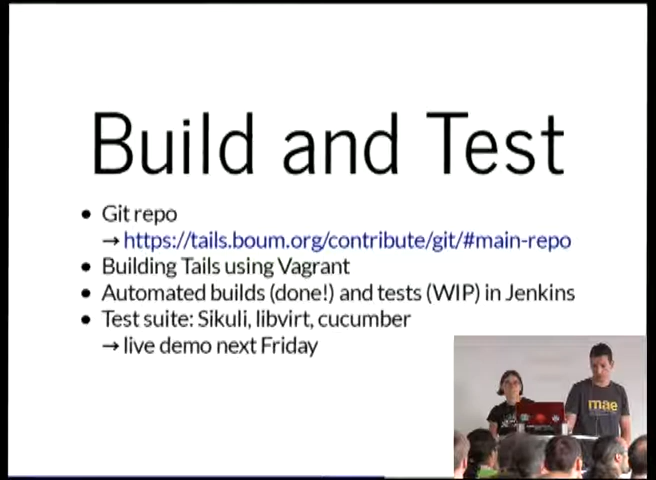 Build and Test
• Git repo
→ https://tails.boum.org/contribute/git/#main-repo
• Building Tails using Vagrant
• Automated builds (done!) and tests (WIP) in Jenkins
• Test suite: Sikuli, libvirt, cucumber
→ live demo next Friday
mae